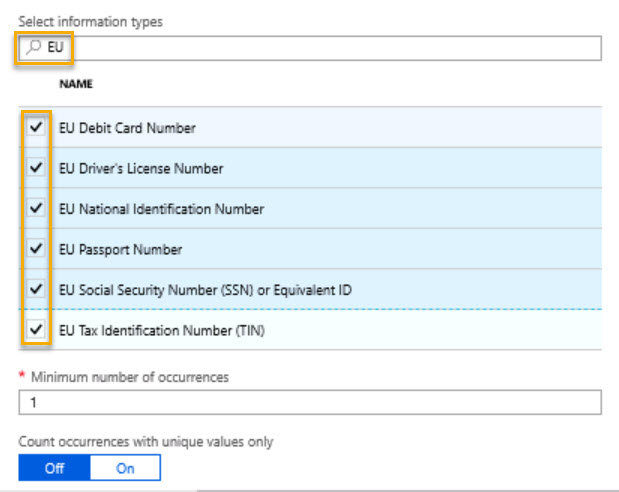 Select information types
EU
NAME
EU Debit Card Number
EU Driver's License Number
EU National Identification Number
EU Passport Number
EU Social Security Number (SSN) or Equivalent ID
EU Tax Identification Number (TIN)
* Minimum number of occurrences
1
Count occurrences with unique values only
Off On